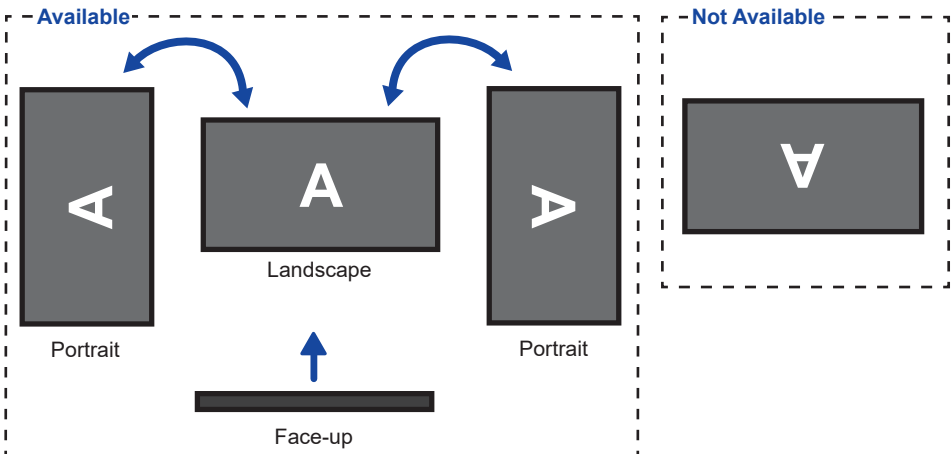 Available
Not Available
A
A
A
A
Landscape
Portrait
Portrait
Face-up